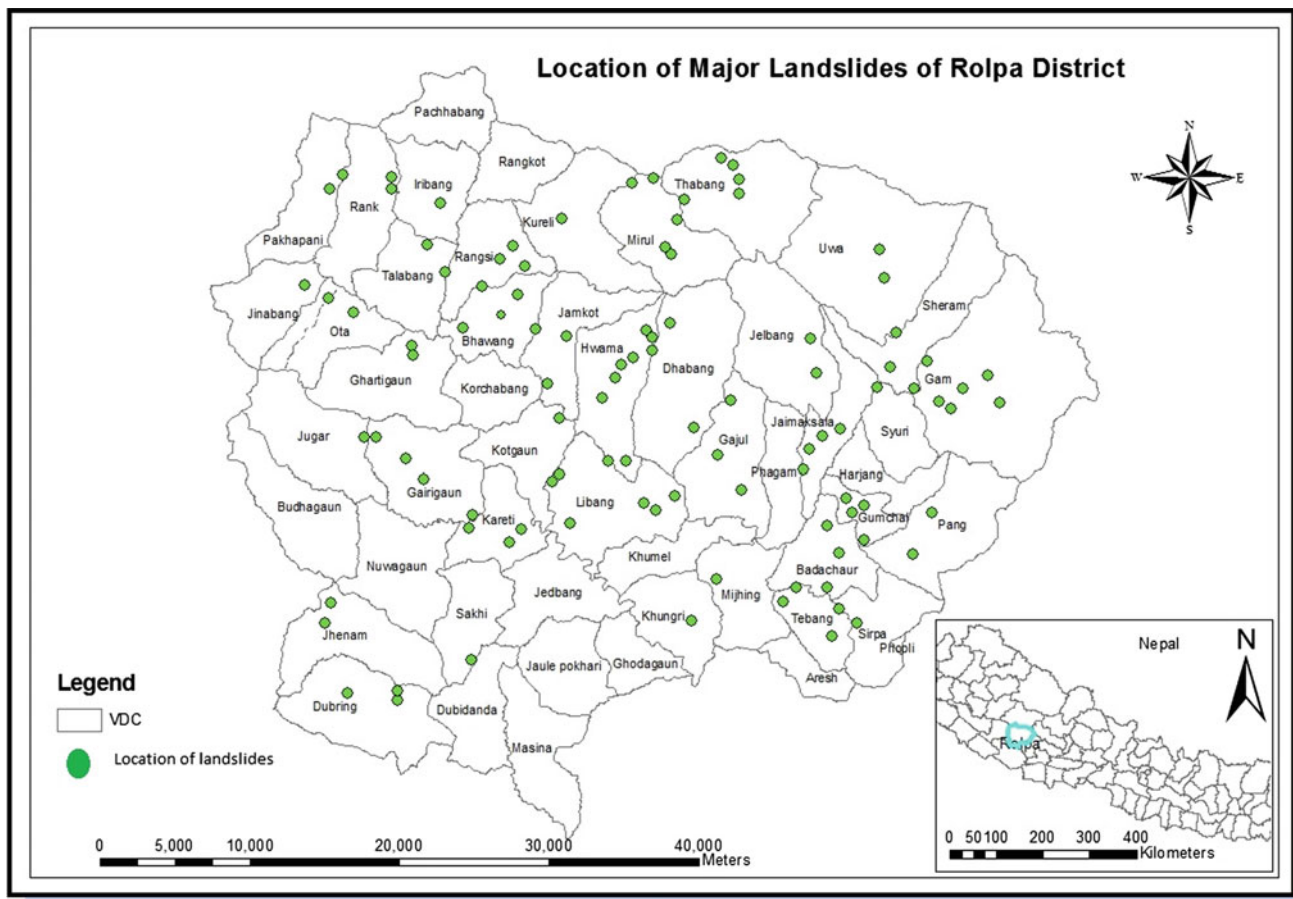 Location of Major Landslides of Rolpa District
Pachhabang
Rangkot
Iribang
Rank
Thabang
Kureli
Pakhapani
Mirul
Uwa
Rangsi
Talabang
Sheram
Jinabang
Ota
Jamkot
Bhawang
Hwama
Jelbang
Dhabang
Ghartigaun
Korchabang
Gam
Jaimaksala
Syuri
Jugar
Kotgaun
Gajul
Phagam
Harjang
Gairigaun
Libang
Budhagaun
Kareti
Gumchal
Pang
Khumel
Nuwagaun
Badachaur
Jedbang
Mijhing
Sakhi
Khungri
Tebang
Jhenam
Sirpa
Phopli
Jaule pokhari
Ghodagaun
Aresh
Dubring
Dubidanda
Masina
N
W
E
S
Legend
VDC
Location of landslides
0 5,000 10,000 20,000 30,000 40,000
Meters
Nepal
N
Rolpa
0 50 100 200 300 400
Kilometers